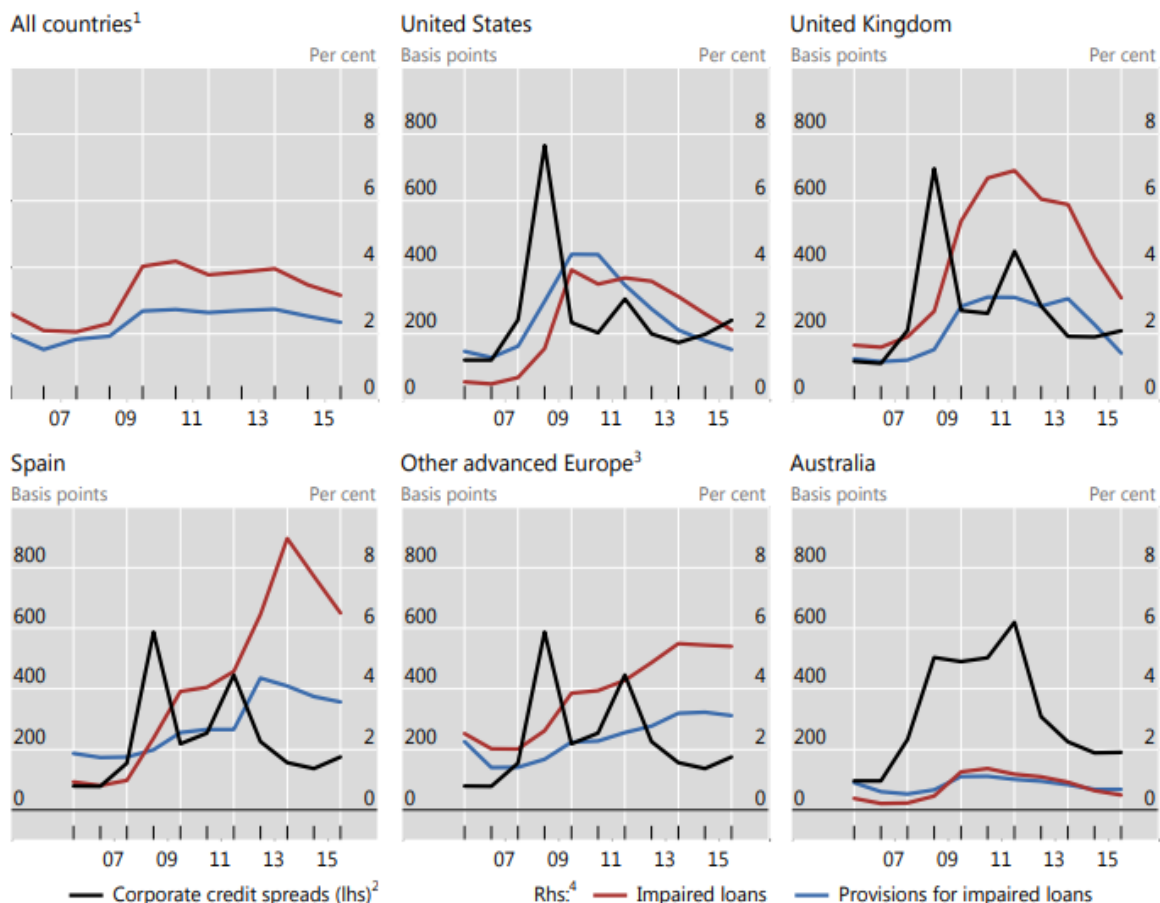 All countries¹ United States United Kingdom
Per cent Basis points Per cent Basis points Per cent
8 800 8 800 8
6 600 6 600 6
4 400 4 400 4
2 200 2 200 2
0 0 0 0 0
07 09 11 13 15 07 09 11 13 15 07 09 11 13 15
Spain Other advanced Europe³ Australia
Basis points Per cent Basis points Per cent Basis points Per cent
800 8 800 8 800 8
600 6 600 6 600 6
400 4 400 4 400 4
200 2 200 2 200 2
0 0 0 0 0 0
07 09 11 13 15 07 09 11 13 15 07 09 11 13 15
Corporate credit spreads (lhs)² Rhs:⁴ Impaired loans Provisions for impaired loans